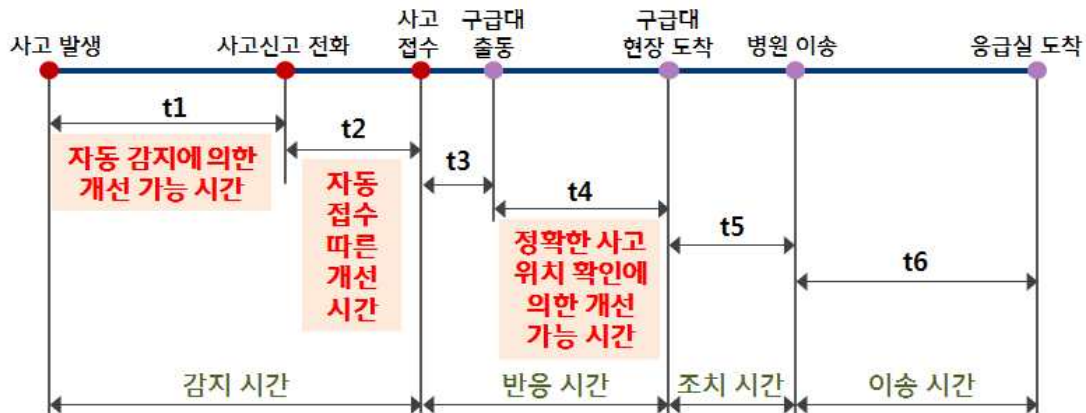 사고 발생
사고신고 전화
사고
접수
구급대
출동
구급대
현장 도착
병원 이송
응급실 도착
t1
t2
t3
t4
t5
t6
자동 감지에 의한
개선 가능 시간
자동
접수
따른
개선
시간
정확한 사고
위치 확인에
의한 개선
가능 시간
감지 시간
반응 시간
조치 시간
이송 시간